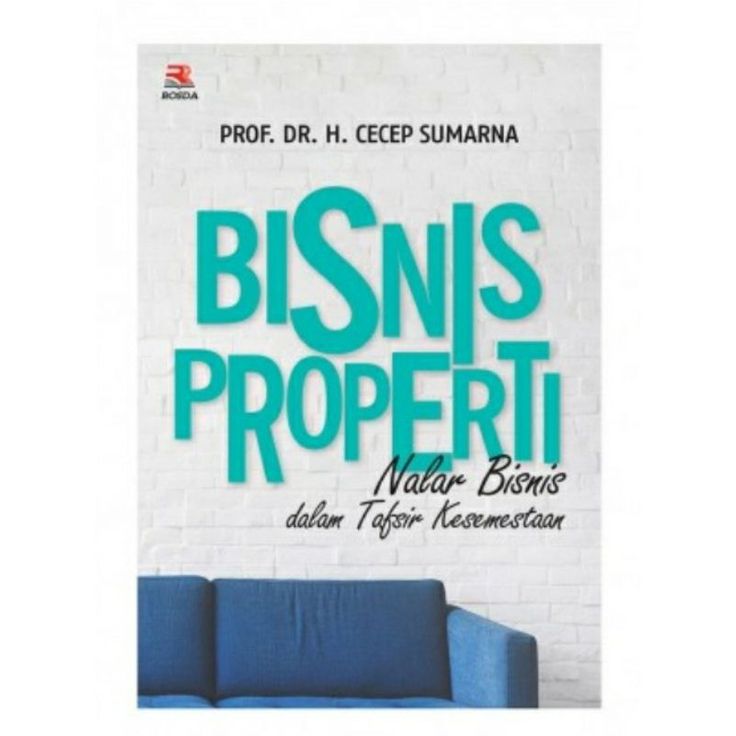 ROSDA
PROF. DR. H. CECEP SUMARNA
BISNIS
PROPERTI
Nalar Bisnis
dalam Tafsir Kesemestaan